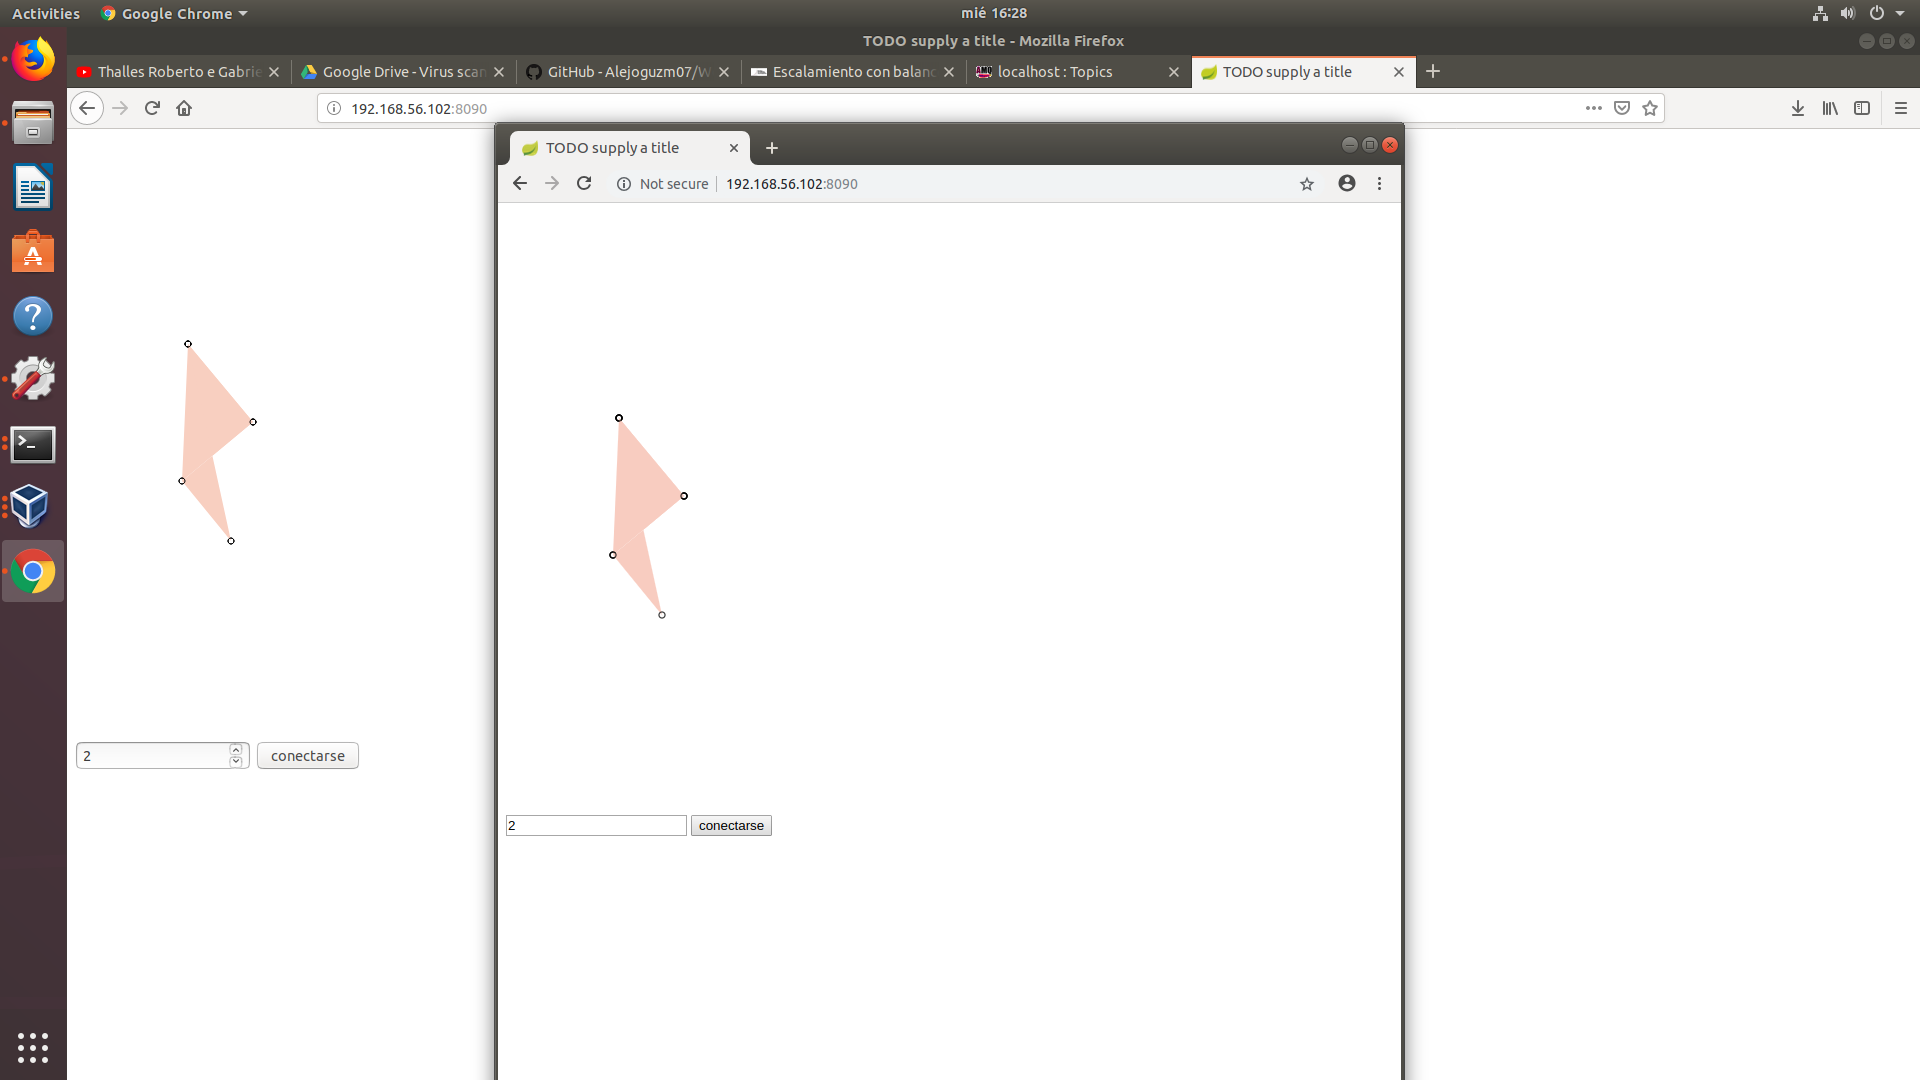 Activities Google Chrome mié 16:28
TODO supply a title - Mozilla Firefox
Thalles Roberto e Gabrie Google Drive - Virus scan GitHub - Alejoguzm07/W Escalamiento con balanc localhost : Topics TODO supply a title
192.168.56.102:8090
TODO supply a title
Not secure 192.168.56.102:8090
2 conectarse
2 conectarse